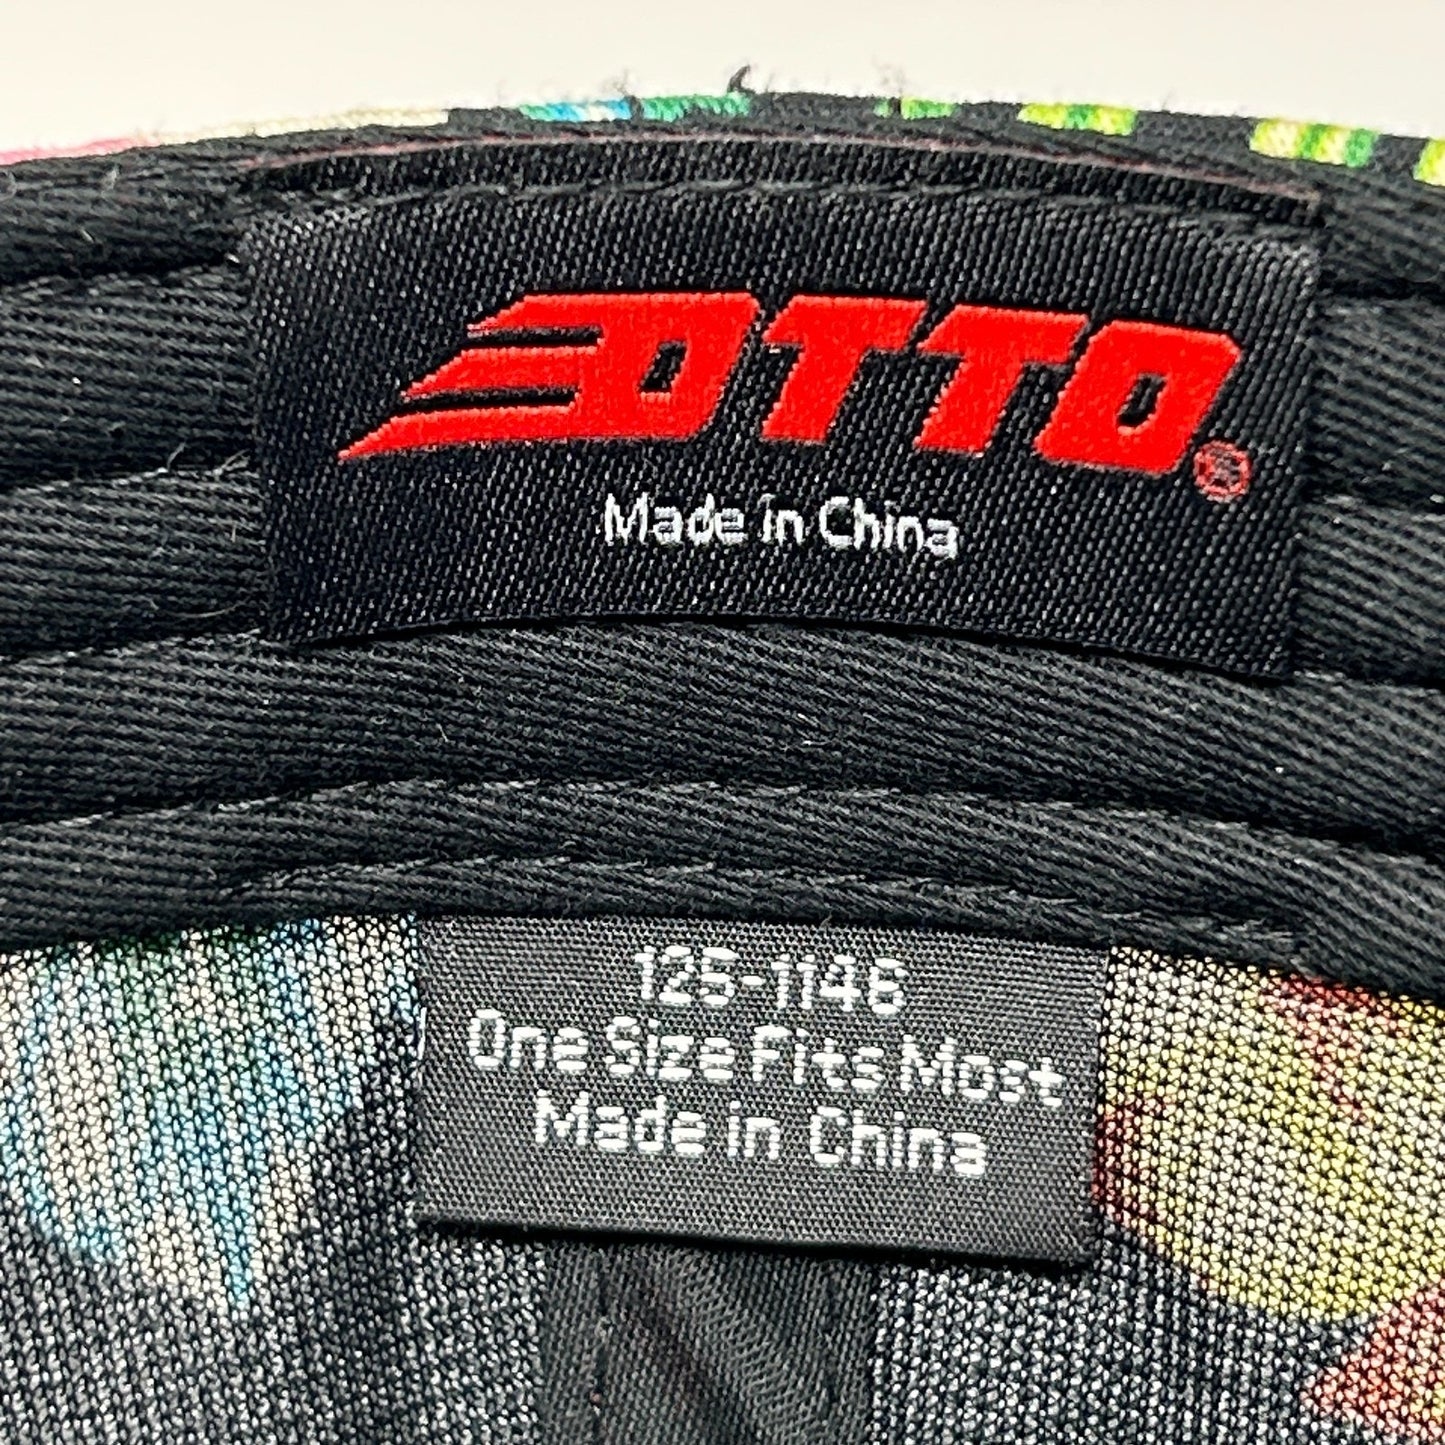 OTTO®
Made in China
125-1146
One Size Fits Most
Made in China